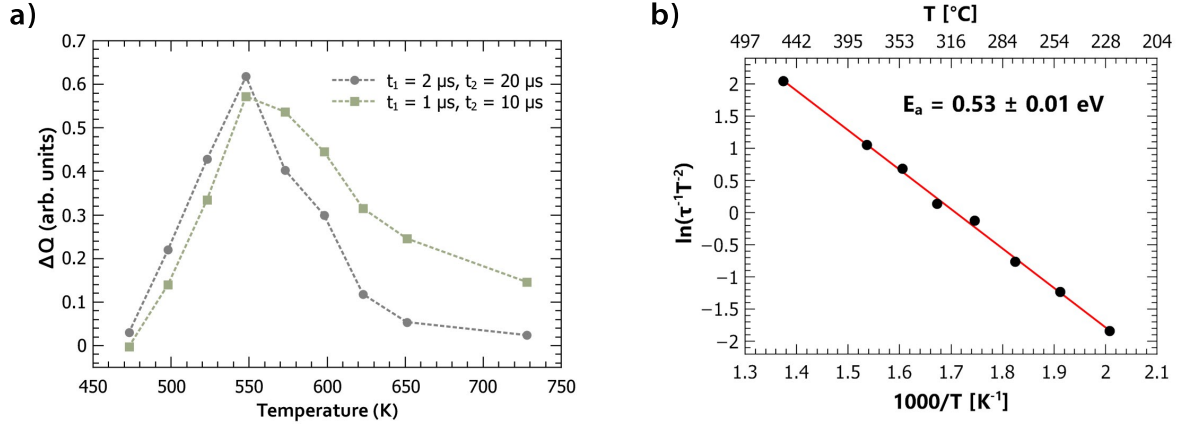 a)
0.7
0.6
0.5
0.4
0.3
0.2
0.1
0
ΔQ (arb. units)
t₁ = 2 μs, t₂ = 20 μs
t₁ = 1 μs, t₂ = 10 μs
450 500 550 600 650 700 750
Temperature (K)
b)
T [°C]
497 442 395 353 316 284 254 228 204
2
1.5
1
0.5
0
−0.5
−1
−1.5
−2
ln(τ⁻¹T⁻²)
Eₐ = 0.53 ± 0.01 eV
1.3 1.4 1.5 1.6 1.7 1.8 1.9 2 2.1
1000/T [K⁻¹]